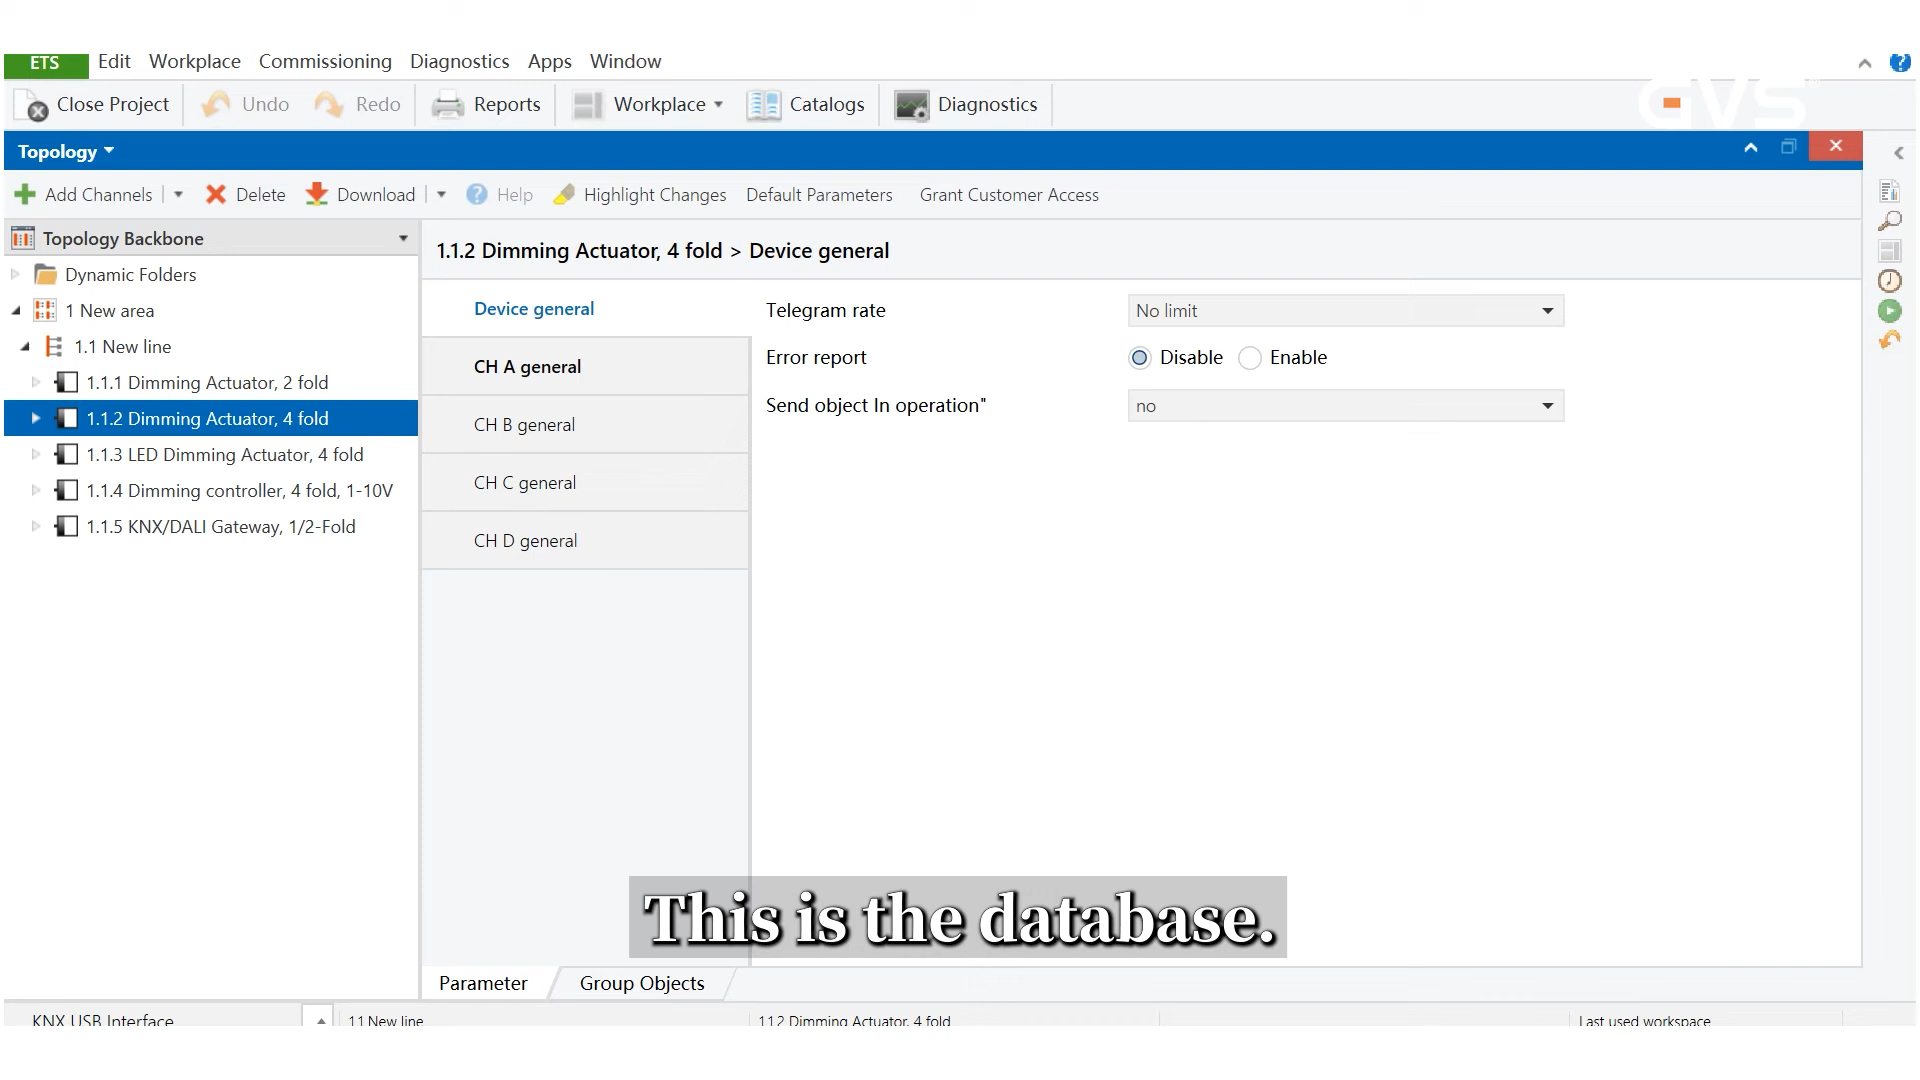 ETS Edit Workplace Commissioning Diagnostics Apps Window
Close Project Undo Redo Reports Workplace Catalogs Diagnostics
GVS
Topology
Add Channels Delete Download Help Highlight Changes Default Parameters Grant Customer Access
Topology Backbone
Dynamic Folders
1 New area
1.1 New line
1.1.1 Dimming Actuator, 2 fold
1.1.2 Dimming Actuator, 4 fold
1.1.3 LED Dimming Actuator, 4 fold
1.1.4 Dimming controller, 4 fold, 1-10V
1.1.5 KNX/DALI Gateway, 1/2-Fold
1.1.2 Dimming Actuator, 4 fold > Device general
Device general
CH A general
CH B general
CH C general
CH D general
Telegram rate No limit
Error report Disable Enable
Send object In operation" no
This is the database.
Parameter Group Objects
KNX USB Interface 1.1 New line 1.1.2 Dimming Actuator, 4 fold Last used workspace